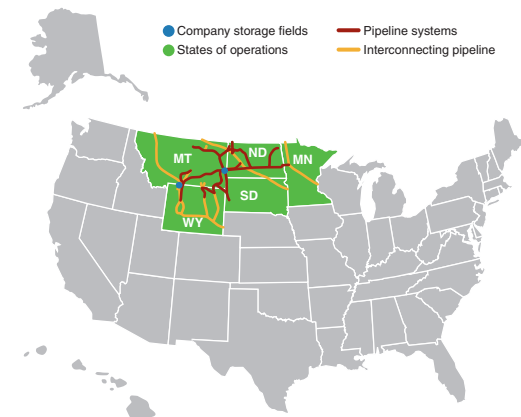 Company storage fields
Pipeline systems
States of operations
Interconnecting pipeline
MT
ND
MN
SD
WY